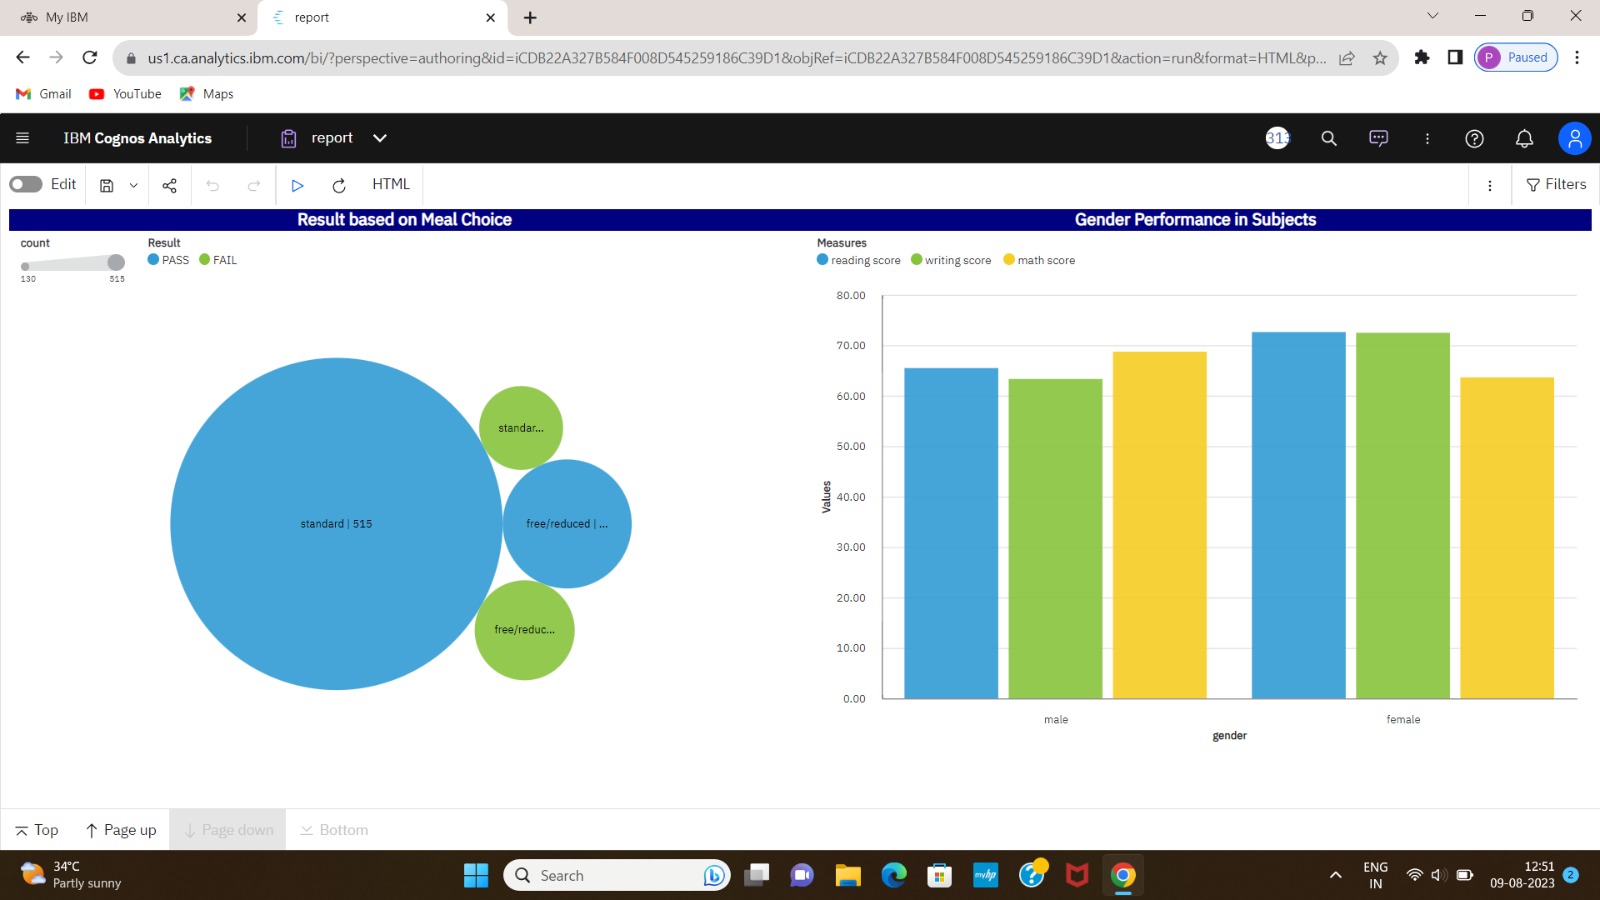 My IBM
report
us1.ca.analytics.ibm.com/bi/?perspective=authoring&id=iCDB22A327B584F008D545259186C39D1&objRef=iCDB22A327B584F008D545259186C39D1&action=run&format=HTML&p...
P Paused
Gmail YouTube Maps
IBM Cognos Analytics
report
313
Edit
HTML
Filters
Result based on Meal Choice
count
130 515
Result
PASS FAIL
standard | 515
standar...
free/reduced | ...
free/reduc...
Gender Performance in Subjects
Measures
reading score writing score math score
Values
80.00
70.00
60.00
50.00
40.00
30.00
20.00
10.00
0.00
male female
gender
Top Page up Page down Bottom
34°C
Partly sunny
Search
myhp
ENG
IN
12:51
09-08-2023
2